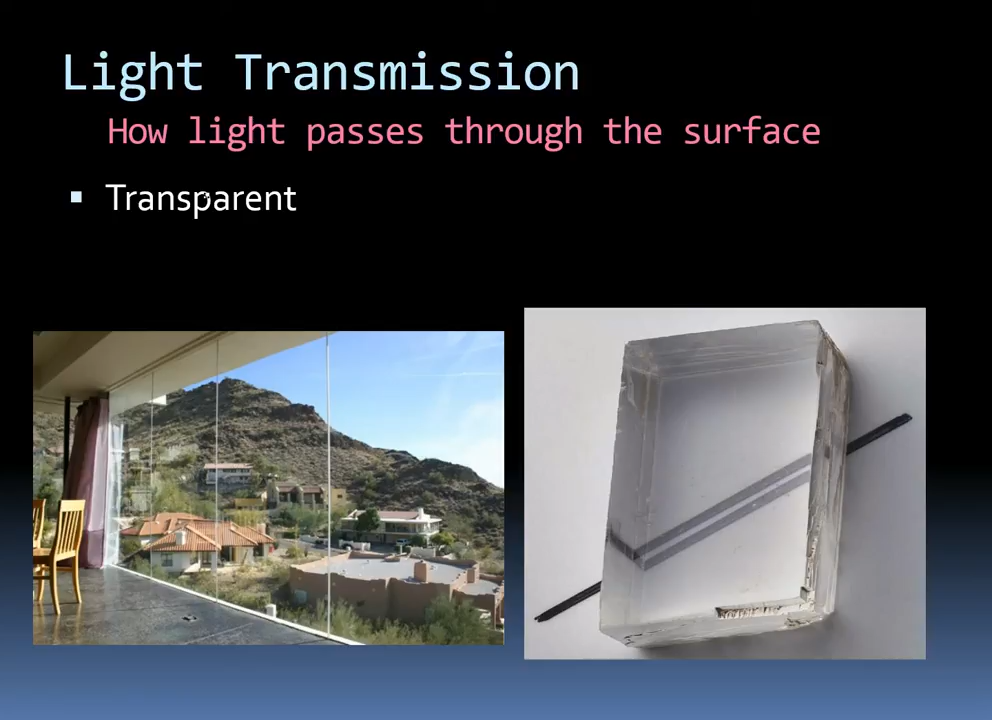 Light Transmission
How light passes through the surface
Transparent